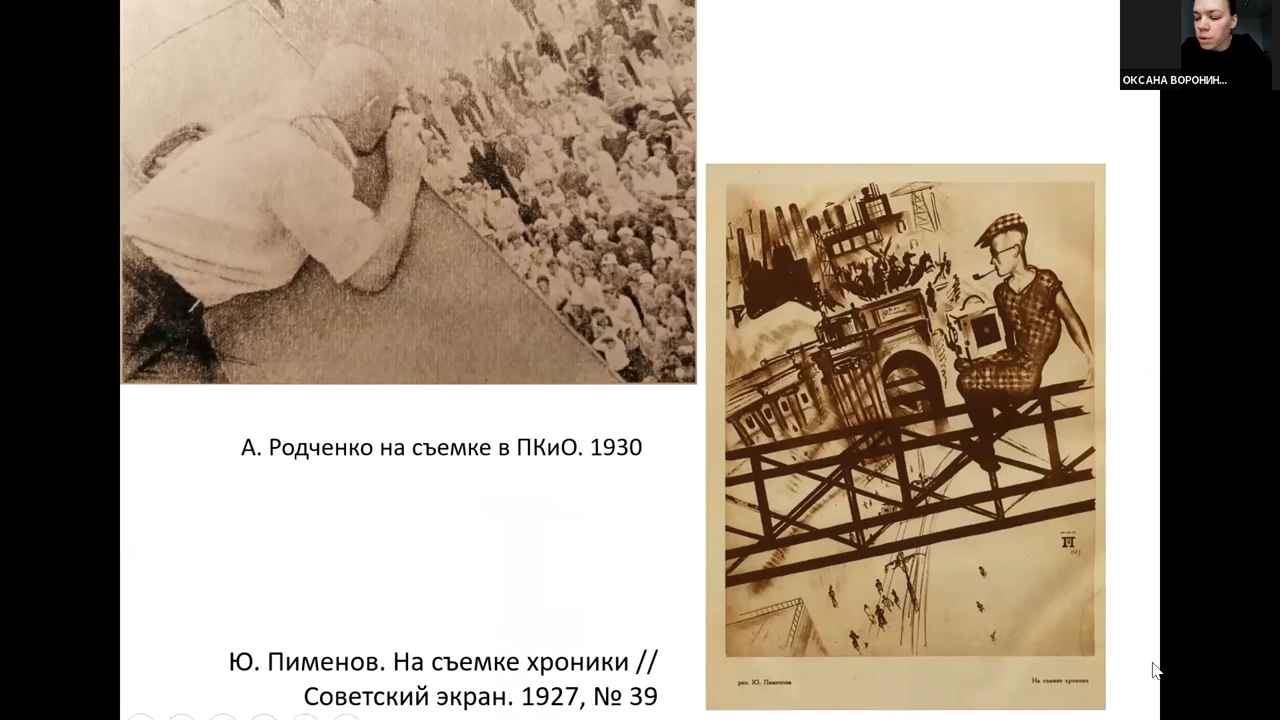 ОКСАНА ВОРОНИН...
А. Родченко на съемке в ПКиО. 1930
Ю. Пименов. На съемке хроники //
Советский экран. 1927, № 39
рис. Ю. Пименова
На съемке хроники